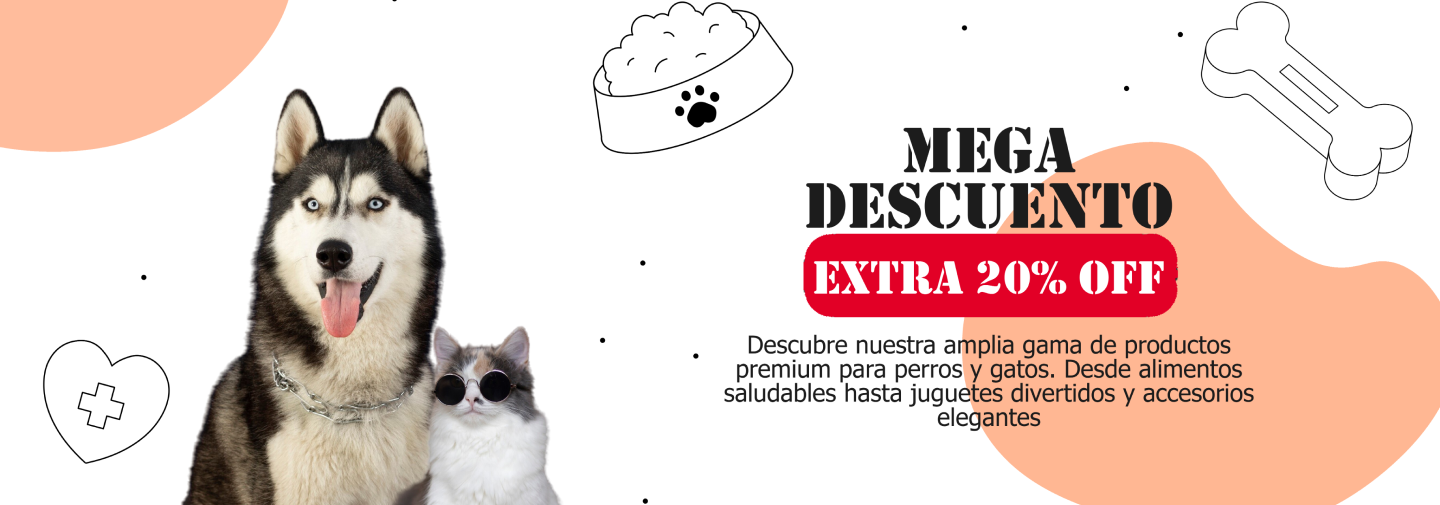 MEGA
DESCUENTO
EXTRA 20% OFF
Descubre nuestra amplia gama de productos
premium para perros y gatos. Desde alimentos
saludables hasta juguetes divertidos y accesorios
elegantes